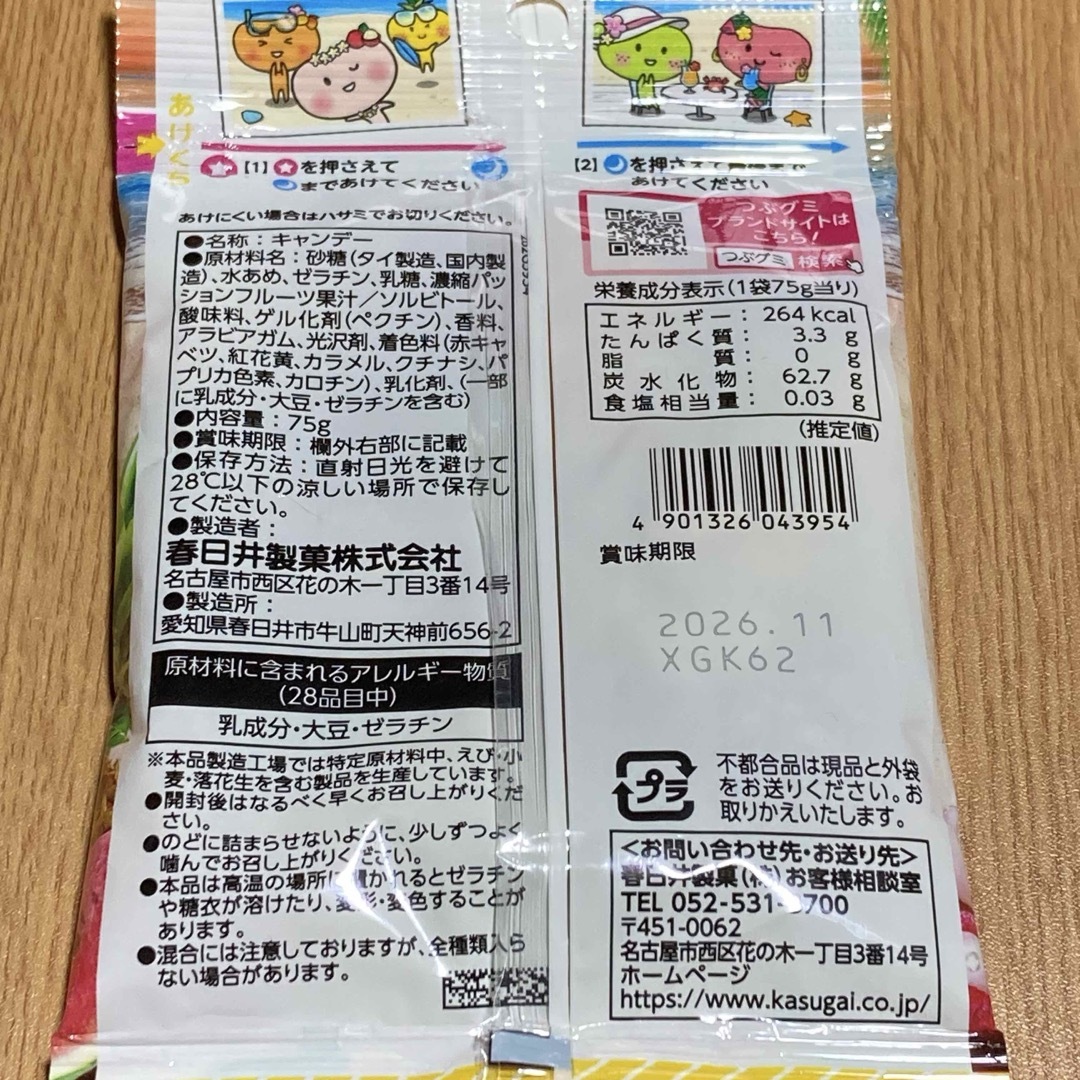 あけくち
【1】を押さえて
まであけてください
【2】を押さえて
あけてください
あけにくい場合はハサミでお切りください。
●名称：キャンデー
●原材料名：砂糖(タイ製造、国内製
造)、水あめ、ゼラチン、乳糖、濃縮パッ
ションフルーツ果汁／ソルビトール、
酸味料、ゲル化剤(ペクチン)、香料、
アラビアガム、光沢剤、着色料(赤キャ
ベツ、紅花黄、カラメル、クチナシ、パ
プリカ色素、カロチン)、乳化剤、(一部
に乳成分・大豆・ゼラチンを含む)
●内容量：75g
●賞味期限：欄外右部に記載
●保存方法：直射日光を避けて
28℃以下の涼しい場所で保存し
てください。
●製造者：
春日井製菓株式会社
名古屋市西区花の木一丁目3番14号
●製造所：
愛知県春日井市牛山町天神前656-2
原材料に含まれるアレルギー物質
(28品目中)
乳成分・大豆・ゼラチン
※本品製造工場では特定原材料中、えび・小
麦・落花生を含む製品を生産しています。
●開封後はなるべく早くお召し上がりくだ
さい。
●のどに詰まらせないように、少しずつよく
噛んでお召し上がりください。
●本品は高温の場所に置かれるとゼラチン
や糖衣が溶けたり、変形・変色することが
あります。
●混合には注意しておりますが、全種類入ら
ない場合があります。
つぶグミ
ブランドサイトは
こちら！
つぶグミ 検索
栄養成分表示(1袋75g当り)
エネルギー：264kcal
たんぱく質：3.3g
脂質：0g
炭水化物：62.7g
食塩相当量：0.03g
(推定値)
4 901326 043954
賞味期限
2026.11
XGK62
プラ
不都合品は現品と外袋
をお送りください。お
取りかえいたします。
<お問い合わせ先・お送り先>
春日井製菓(株)お客様相談室
TEL 052-531-3700
〒451-0062
名古屋市西区花の木一丁目3番14号
ホームページ
https://www.kasugai.co.jp/